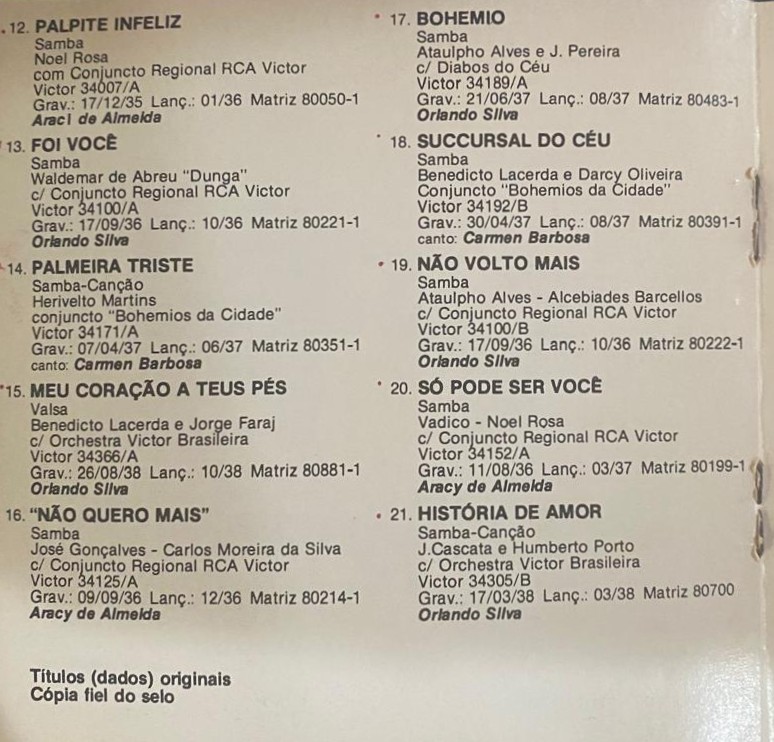 12. PALPITE INFELIZ
Samba
Noel Rosa
com Conjuncto Regional RCA Victor
Victor 34007/A
Grav.: 17/12/35 Lanç.: 01/36 Matriz 80050-1
Araci de Almeida
13. FOI VOCÊ
Samba
Waldemar de Abreu "Dunga"
c/ Conjuncto Regional RCA Victor
Victor 34100/A
Grav.: 17/09/36 Lanç.: 10/36 Matriz 80221-1
Orlando Silva
14. PALMEIRA TRISTE
Samba-Canção
Herivelto Martins
conjuncto "Bohemios da Cidade"
Victor 34171/A
Grav.: 07/04/37 Lanç.: 06/37 Matriz 80351-1
canto: Carmen Barbosa
15. MEU CORAÇÃO A TEUS PÉS
Valsa
Benedicto Lacerda e Jorge Faraj
c/ Orchestra Victor Brasileira
Victor 34366/A
Grav.: 26/08/38 Lanç.: 10/38 Matriz 80881-1
Orlando Silva
16. "NÃO QUERO MAIS"
Samba
José Gonçalves - Carlos Moreira da Silva
c/ Conjuncto Regional RCA Victor
Victor 34125/A
Grav.: 09/09/36 Lanç.: 12/36 Matriz 80214-1
Aracy de Almeida
Títulos (dados) originais
Cópia fiel do selo
17. BOHEMIO
Samba
Ataulpho Alves e J. Pereira
c/ Diabos do Céu
Victor 34189/A
Grav.: 21/06/37 Lanç.: 08/37 Matriz 80483-1
Orlando Silva
18. SUCCURSAL DO CÉU
Samba
Benedicto Lacerda e Darcy Oliveira
Conjuncto "Bohemios da Cidade"
Victor 34192/B
Grav.: 30/04/37 Lanç.: 08/37 Matriz 80391-1
canto: Carmen Barbosa
19. NÃO VOLTO MAIS
Samba
Ataulpho Alves - Alcebiades Barcellos
c/ Conjuncto Regional RCA Victor
Victor 34100/B
Grav.: 17/09/36 Lanç.: 10/36 Matriz 80222-1
Orlando Silva
20. SÓ PODE SER VOCÊ
Samba
Vadico - Noel Rosa
c/ Conjuncto Regional RCA Victor
Victor 34152/A
Grav.: 11/08/36 Lanç.: 03/37 Matriz 80199-1
Aracy de Almeida
21. HISTÓRIA DE AMOR
Samba-Canção
J.Cascata e Humberto Porto
c/ Orchestra Victor Brasileira
Victor 34305/B
Grav.: 17/03/38 Lanç.: 03/38 Matriz 80700
Orlando Silva